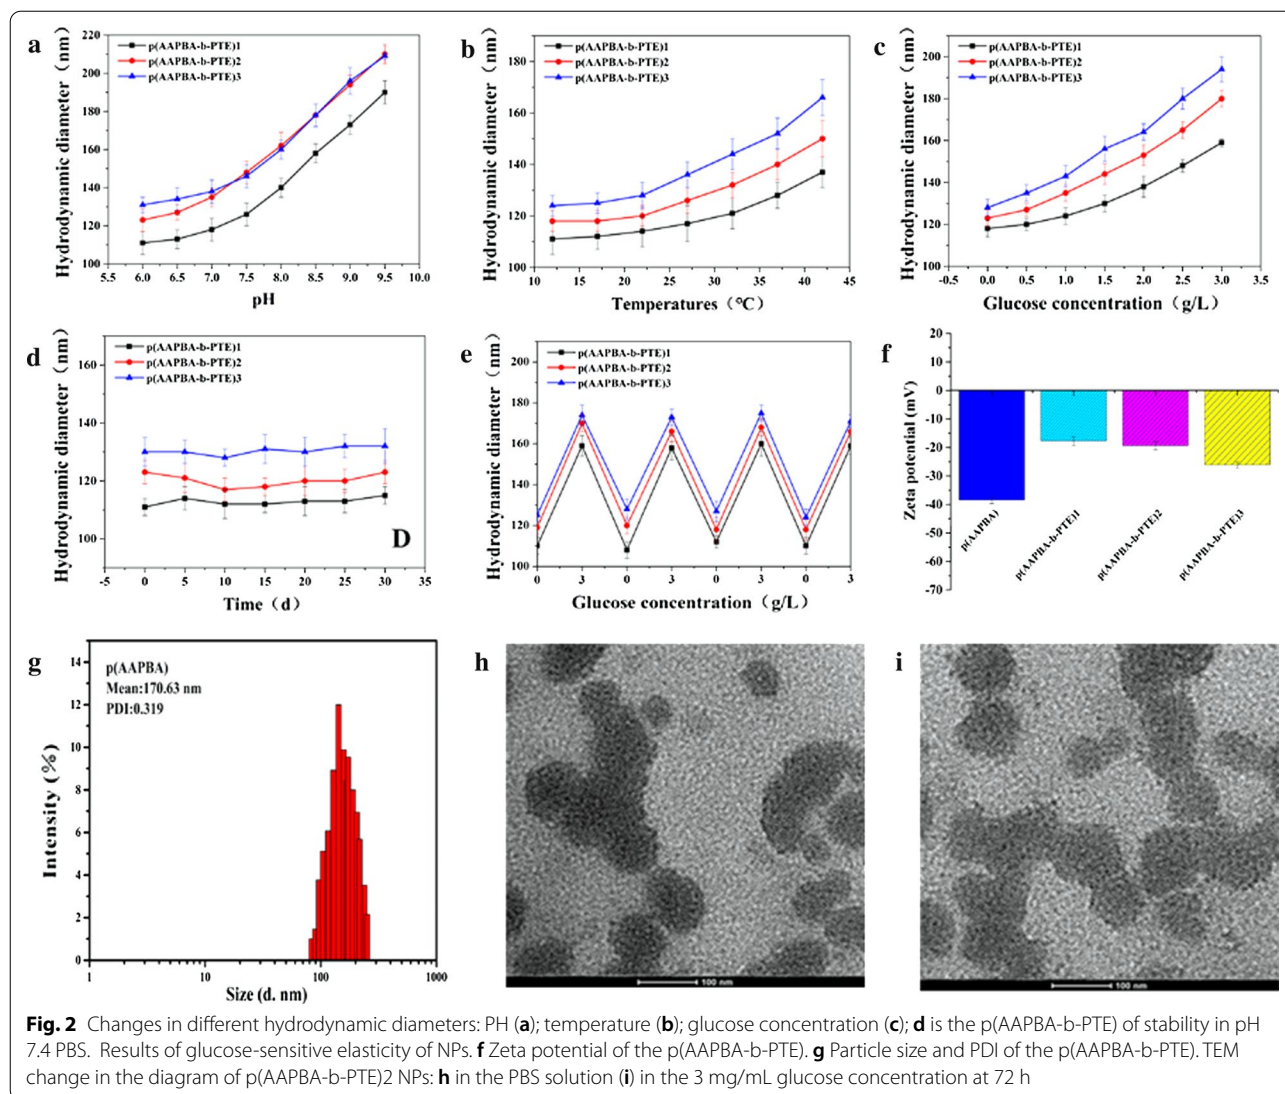 a
p(AAPBA-b-PTE)1
p(AAPBA-b-PTE)2
p(AAPBA-b-PTE)3
Hydrodynamic diameter（nm）
220
200
180
160
140
120
100
5.5 6.0 6.5 7.0 7.5 8.0 8.5 9.0 9.5 10.0
pH
b
p(AAPBA-b-PTE)1
p(AAPBA-b-PTE)2
p(AAPBA-b-PTE)3
Hydrodynamic diameter（nm）
180
160
140
120
100
10 15 20 25 30 35 40 45
Temperatures（°C）
c
p(AAPBA-b-PTE)1
p(AAPBA-b-PTE)2
p(AAPBA-b-PTE)3
Hydrodynamic diameter（nm）
200
180
160
140
120
100
-0.5 0.0 0.5 1.0 1.5 2.0 2.5 3.0 3.5
Glucose concentration（g/L）
d
p(AAPBA-b-PTE)1
p(AAPBA-b-PTE)2
p(AAPBA-b-PTE)3
Hydrodynamic diameter（nm）
160
140
120
100
D
-5 0 5 10 15 20 25 30 35
Time（d）
e
p(AAPBA-b-PTE)1
p(AAPBA-b-PTE)2
p(AAPBA-b-PTE)3
Hydrodynamic diameter（nm）
200
180
160
140
120
100
0 3 0 3 0 3 0 3
Glucose concentration（g/L）
f
Zeta potential (mV)
20
10
0
-10
-20
-30
-40
-50
-60
-70
p(AAPBA)
p(AAPBA-b-PTE)1
p(AAPBA-b-PTE)2
p(AAPBA-b-PTE)3
g
p(AAPBA)
Mean:170.63 nm
PDI:0.319
Intensity (%)
14
12
10
8
6
4
2
0
1 10 100 1000
Size (d. nm)
h
100 nm
i
100 nm
Fig. 2 Changes in different hydrodynamic diameters: PH (a); temperature (b); glucose concentration (c); d is the p(AAPBA-b-PTE) of stability in pH
7.4 PBS. Results of glucose-sensitive elasticity of NPs. f Zeta potential of the p(AAPBA-b-PTE). g Particle size and PDI of the p(AAPBA-b-PTE). TEM
change in the diagram of p(AAPBA-b-PTE)2 NPs: h in the PBS solution (i) in the 3 mg/mL glucose concentration at 72 h